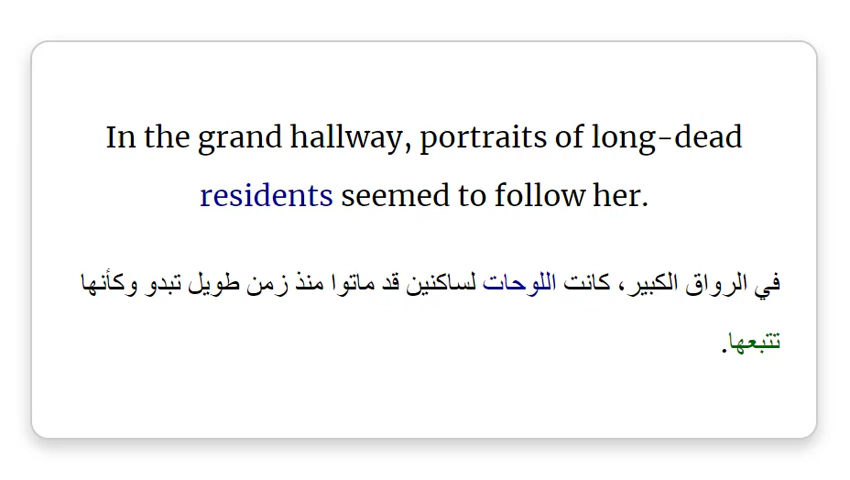 In the grand hallway, portraits of long-dead
residents seemed to follow her.
في الرواق الكبير، كانت اللوحات لساكنين قد ماتوا منذ زمن طويل تبدو وكأنها
تتبعها.